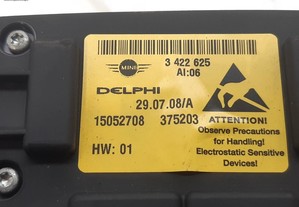 MINI
3 422 625
AI:06
DELPHI
29.07.08/A
15052708 375203
HW: 01
ATTENTION!
Observe Precautions
for Handling!
Electrostatic Sensitive
Devices!